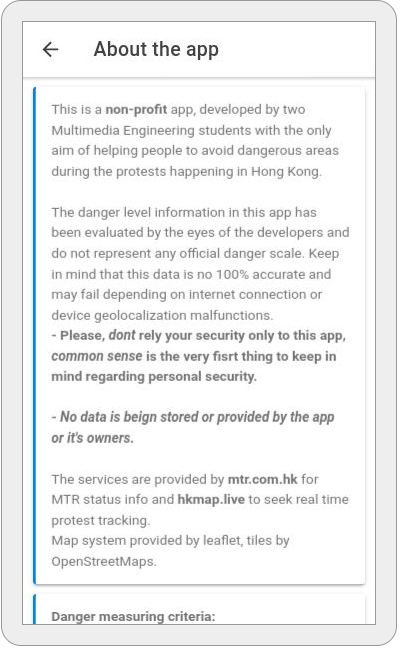 About the app
This is a non-profit app, developed by two
Multimedia Engineering students with the only
aim of helping people to avoid dangerous areas
during the protests happening in Hong Kong.
The danger level information in this app has
been evaluated by the eyes of the developers and
do not represent any official danger scale. Keep
in mind that this data is no 100% accurate and
may fail depending on internet connection or
device geolocalization malfunctions.
- Please, dont rely your security only to this app,
common sense is the very fisrt thing to keep in
mind regarding personal security.
- No data is beign stored or provided by the app
or it's owners.
The services are provided by mtr.com.hk for
MTR status info and hkmap.live to seek real time
protest tracking.
Map system provided by leaflet, tiles by
OpenStreetMaps.
Danger measuring criteria: